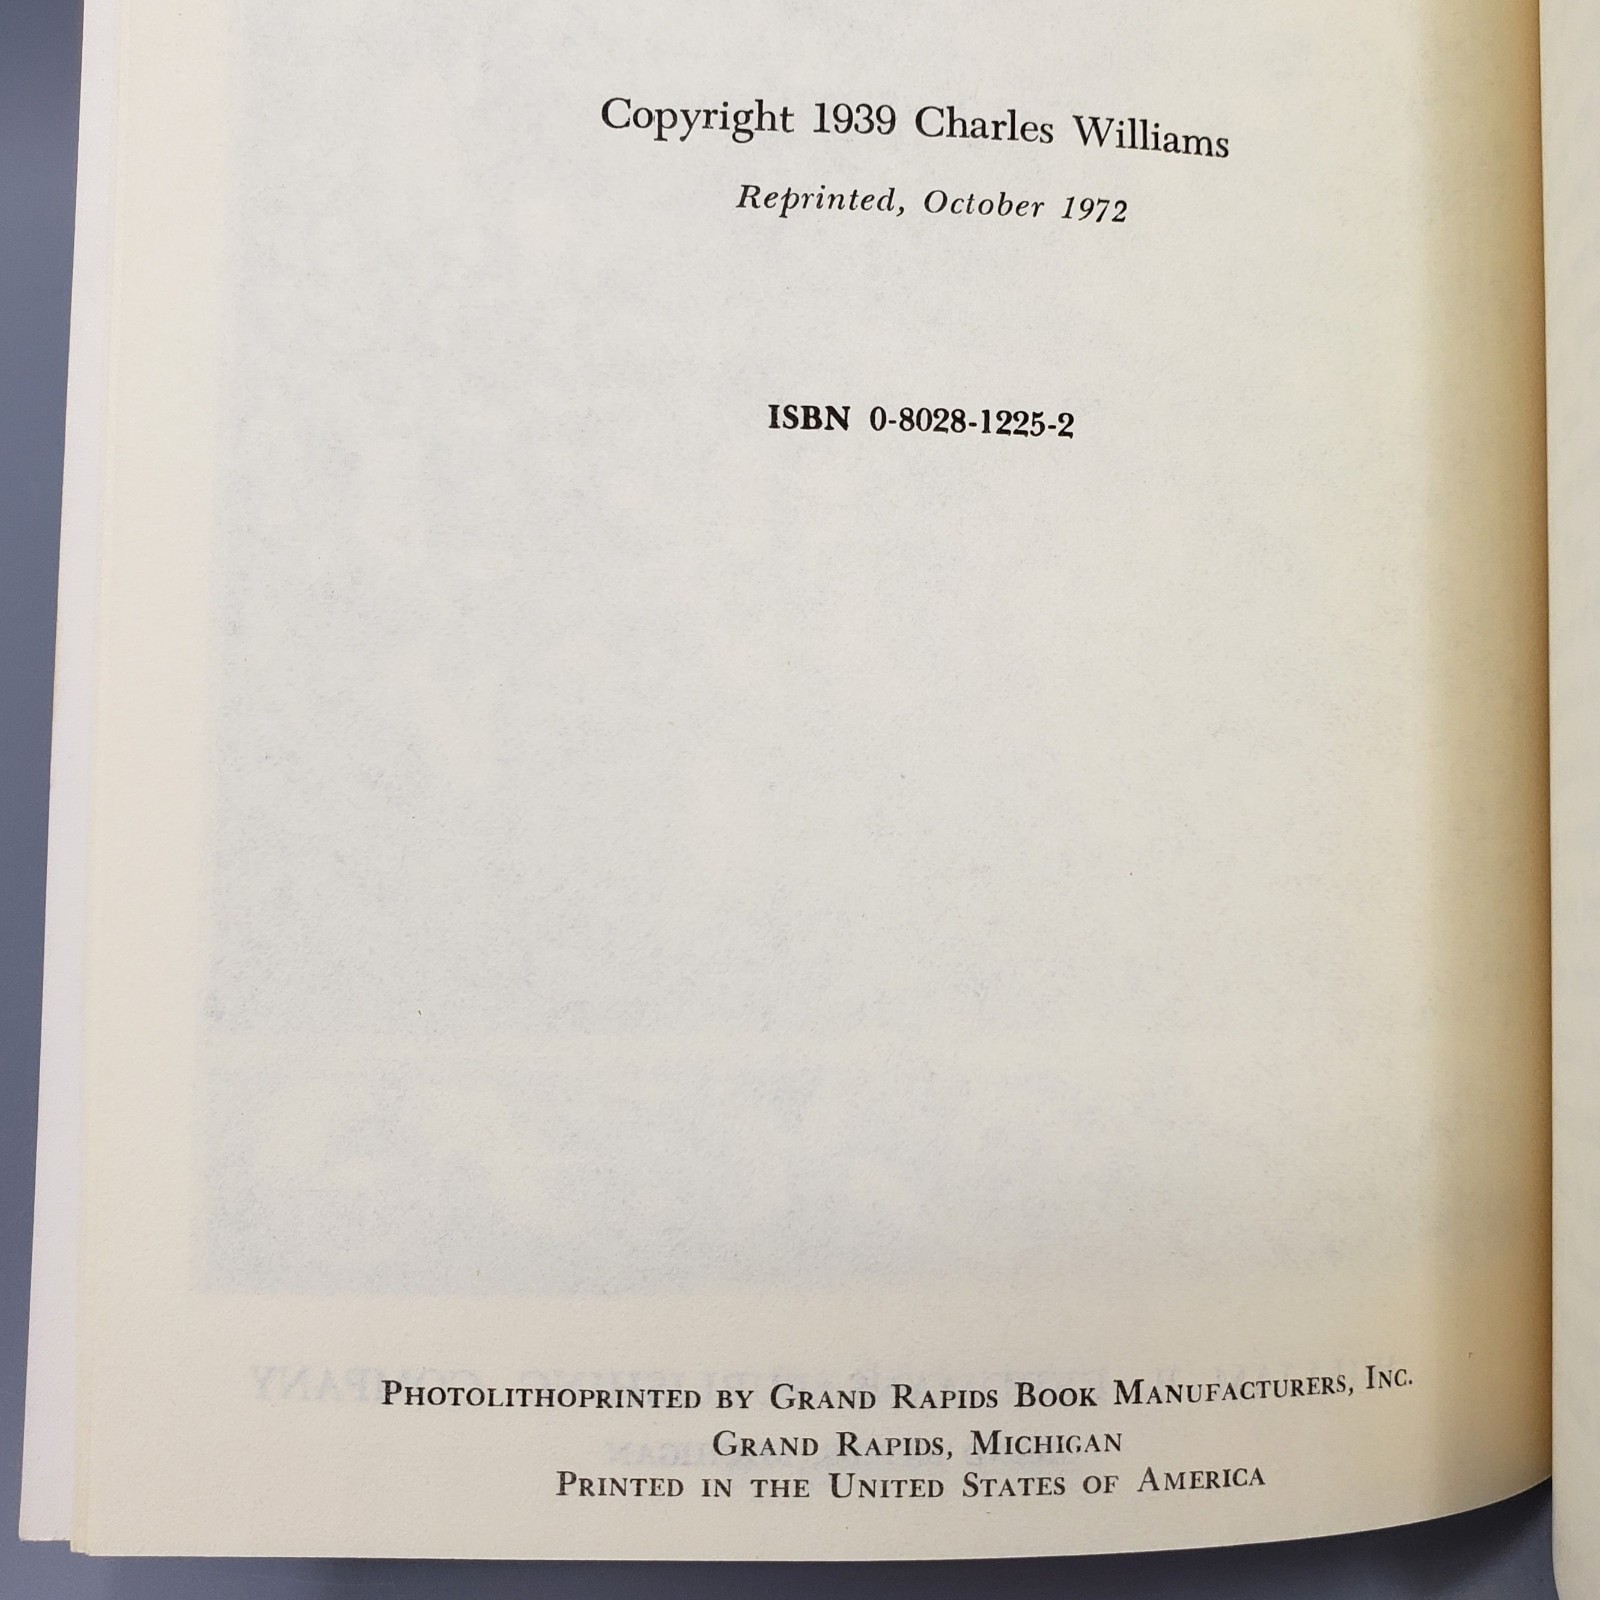 Copyright 1939 Charles Williams
Reprinted, October 1972
ISBN 0-8028-1225-2
PHOTOLITHOPRINTED BY GRAND RAPIDS BOOK MANUFACTURERS, INC.
GRAND RAPIDS, MICHIGAN
PRINTED IN THE UNITED STATES OF AMERICA